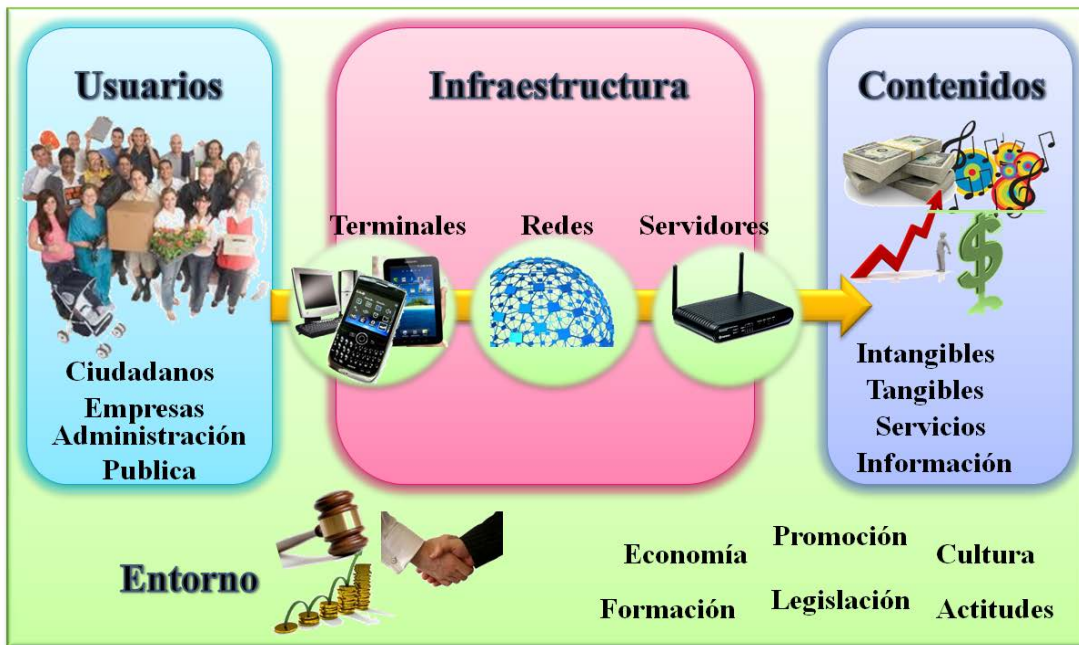 Usuarios
Ciudadanos
Empresas
Administración
Publica
Infraestructura
Terminales
Redes
Servidores
Contenidos
Intangibles
Tangibles
Servicios
Información
Entorno
Economía
Promoción
Cultura
Formación
Legislación
Actitudes